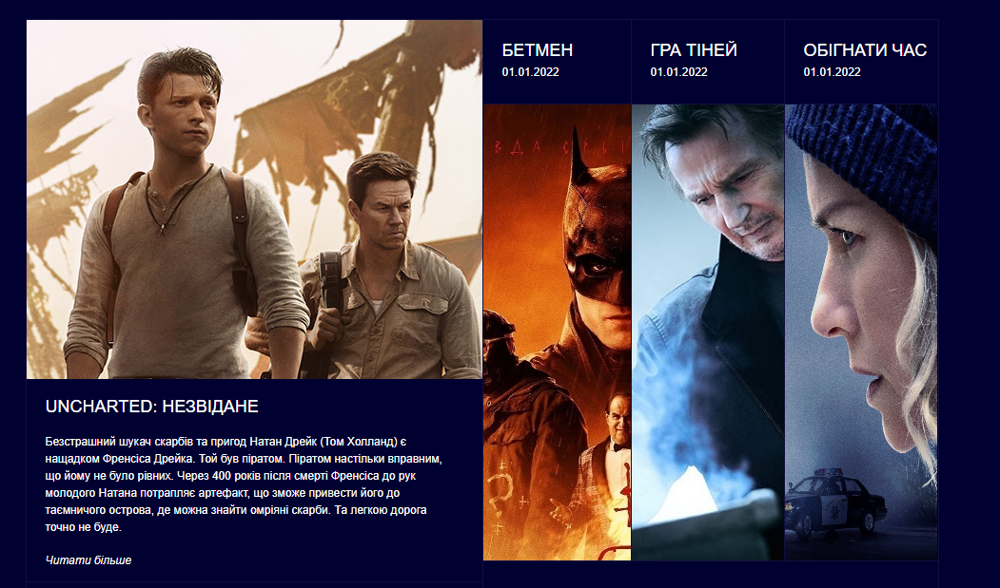 БЕТМЕН
01.01.2022
ГРА ТІНЕЙ
01.01.2022
ОБІГНАТИ ЧАС
01.01.2022
ВДА СРЫ
UNCHARTED: НЕЗВІДАНЕ
Безстрашний шукач скарбів та пригод Натан Дрейк (Том Холланд) є
нащадком Френсіса Дрейка. Той був піратом. Піратом настільки вправним,
що йому не було рівних. Через 400 років після смерті Френсіса до рук
молодого Натана потрапляє артефакт, що зможе привести його до
таємничого острова, де можна знайти омріяні скарби. Та легкою дорога
точно не буде.
Читати більше